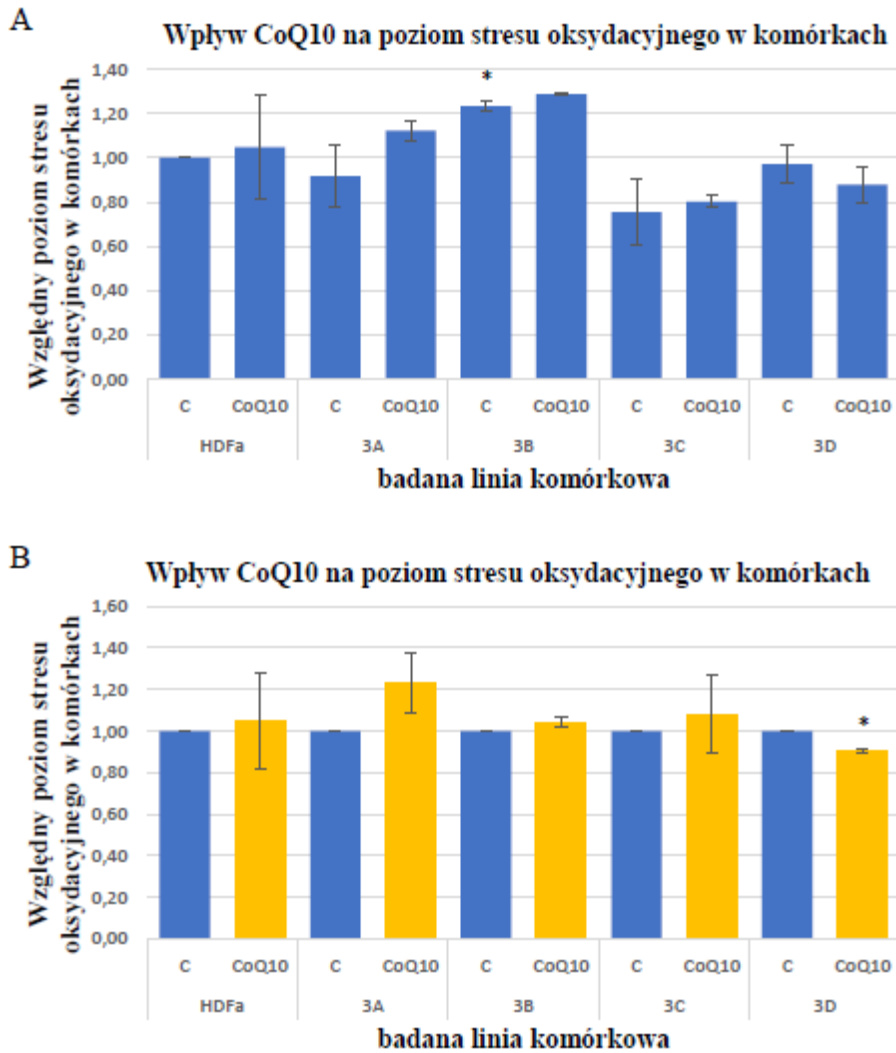 A
Wpływ CoQ10 na poziom stresu oksydacyjnego w komórkach
Względny poziom stresu
oksydacyjnego w komórkach
1,40
1,20
1,00
0,80
0,60
0,40
0,20
0,00
*
C CoQ10 C CoQ10 C CoQ10 C CoQ10 C CoQ10
HDFa 3A 3B 3C 3D
badana linia komórkowa
B
Wpływ CoQ10 na poziom stresu oksydacyjnego w komórkach
Względny poziom stresu
oksydacyjnego w komórkach
1,60
1,40
1,20
1,00
0,80
0,60
0,40
0,20
0,00
*
C CoQ10 C CoQ10 C CoQ10 C CoQ10 C CoQ10
HDFa 3A 3B 3C 3D
badana linia komórkowa